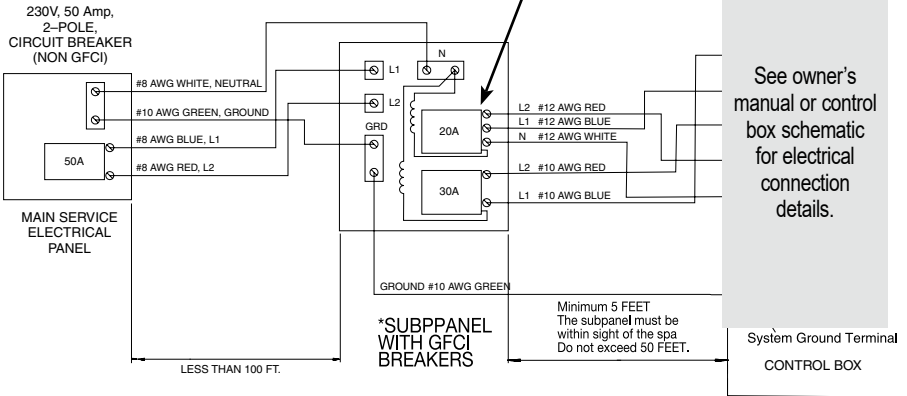 230V, 50 Amp,
2–POLE,
CIRCUIT BREAKER
(NON GFCI)
#8 AWG WHITE, NEUTRAL
#10 AWG GREEN, GROUND
#8 AWG BLUE, L1
50A
#8 AWG RED, L2
MAIN SERVICE
ELECTRICAL
PANEL
L1
N
L2
GRD
20A
30A
L2 #12 AWG RED
L1 #12 AWG BLUE
N #12 AWG WHITE
L2 #10 AWG RED
L1 #10 AWG BLUE
GROUND #10 AWG GREEN
*SUBPPANEL
WITH GFCI
BREAKERS
LESS THAN 100 FT.
Minimum 5 FEET
The subpanel must be
within sight of the spa
Do not exceed 50 FEET.
See owner's
manual or control
box schematic
for electrical
connection
details.
System Ground Terminal
CONTROL BOX